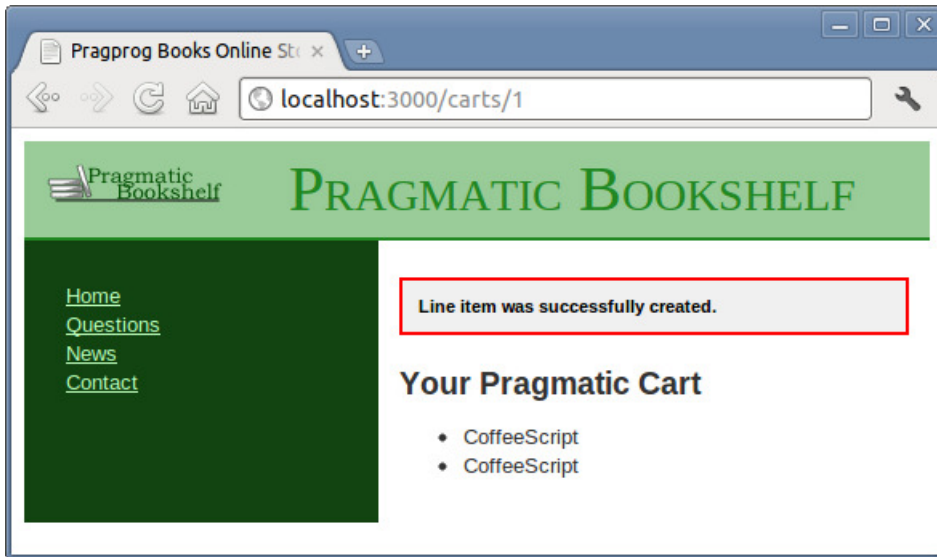 Pragprog Books Online Sto
localhost:3000/carts/1
Pragmatic
Bookshelf
PRAGMATIC BOOKSHELF
Home
Questions
News
Contact
Line item was successfully created.
Your Pragmatic Cart
• CoffeeScript
• CoffeeScript